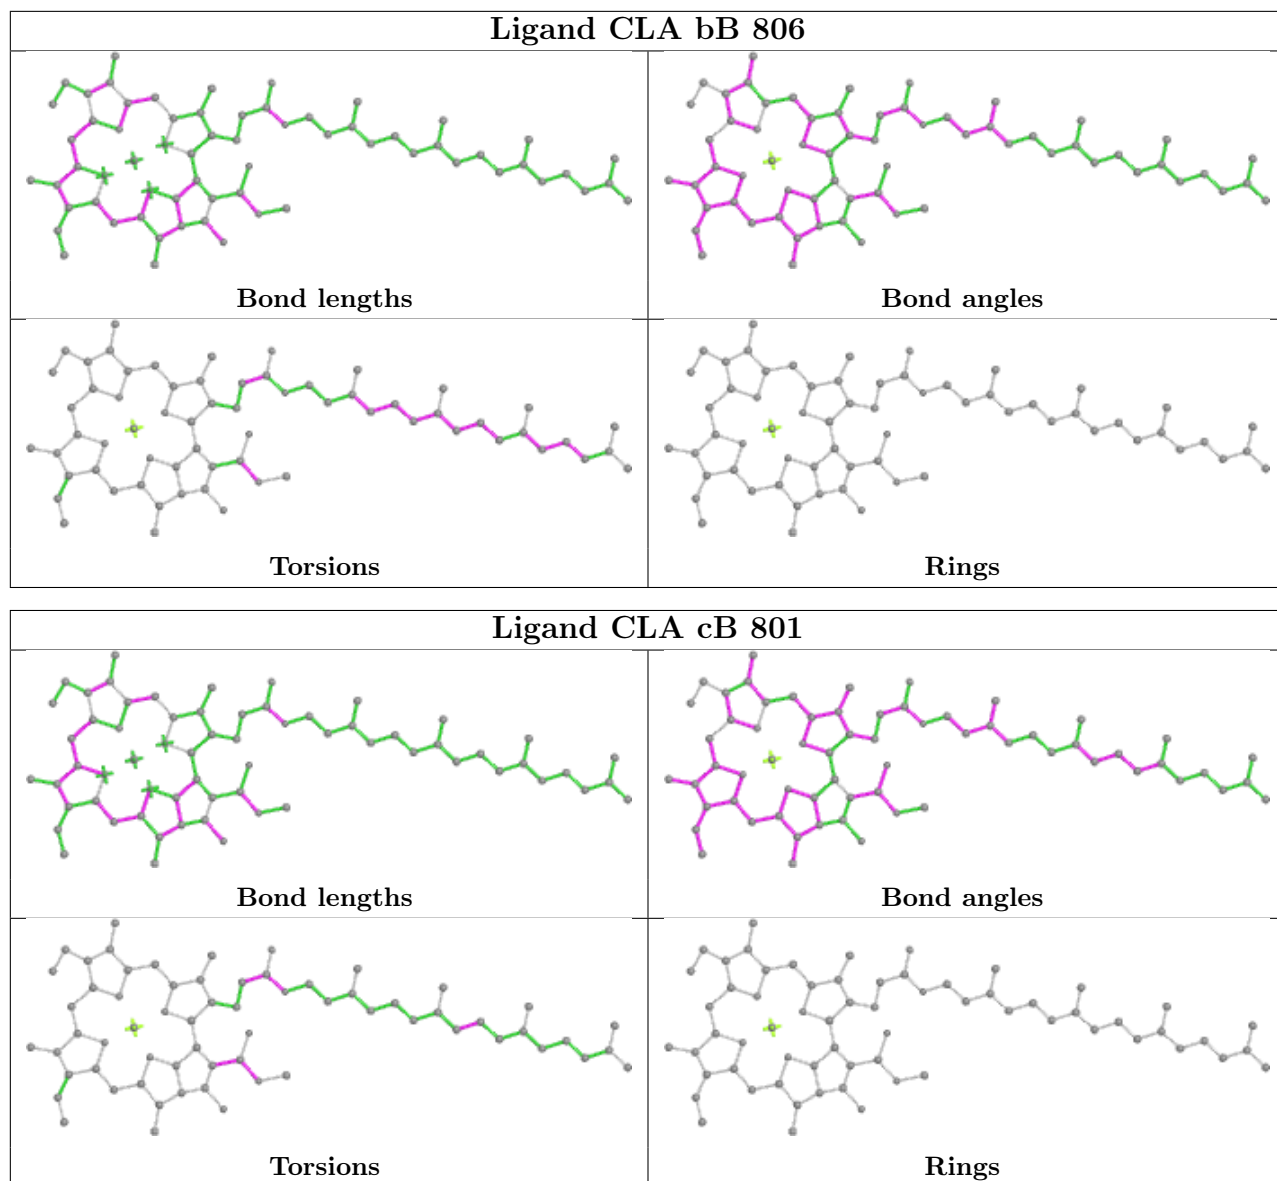 Ligand CLA bB 806
Bond lengths
Bond angles
Torsions
Rings
Ligand CLA cB 801
Bond lengths
Bond angles
Torsions
Rings